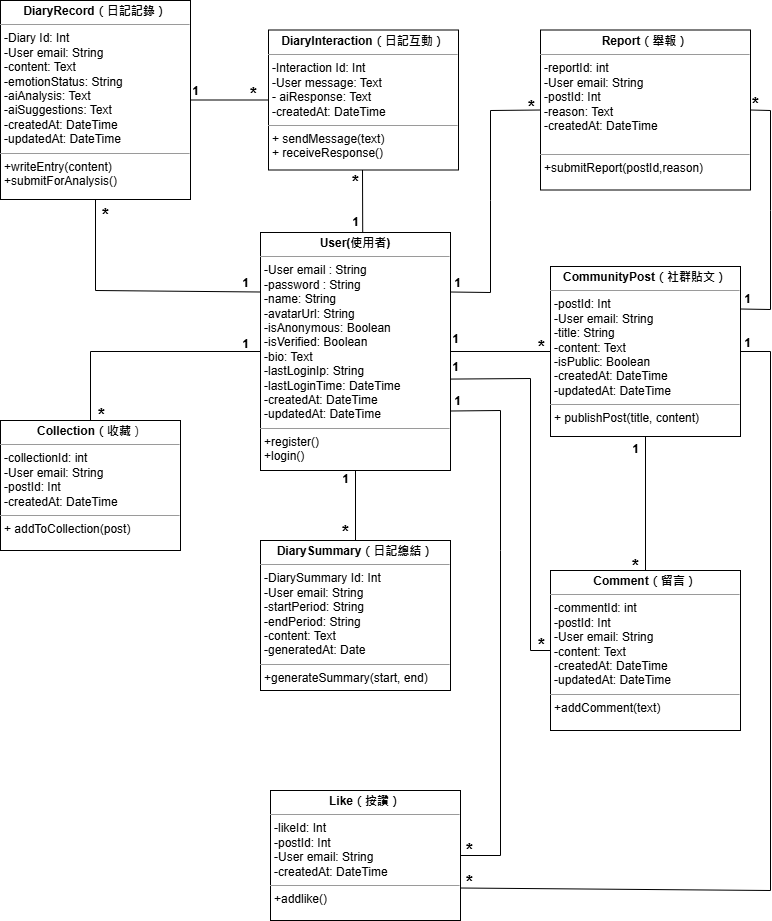 DiaryRecord（日記記錄）
-Diary Id: Int
-User email: String
-content: Text
-emotionStatus: String
-aiAnalysis: Text
-aiSuggestions: Text
-createdAt: DateTime
-updatedAt: DateTime
+writeEntry(content)
+submitForAnalysis()
1
*
*
DiaryInteraction（日記互動）
-Interaction Id: Int
-User message: Text
- aiResponse: Text
-createdAt: DateTime
+ sendMessage(text)
+ receiveResponse()
*
1
Report（舉報）
-reportId: int
-User email: String
-postId: Int
-reason: Text
-createdAt: DateTime
+submitReport(postId,reason)
*
*
User(使用者)
-User email : String
-password : String
-name: String
-avatarUrl: String
-isAnonymous: Boolean
-isVerified: Boolean
-bio: Text
-lastLoginIp: String
-lastLoginTime: DateTime
-createdAt: DateTime
-updatedAt: DateTime
+register()
+login()
1
1
1
1
1
1
1
*
CommunityPost（社群貼文）
-postId: Int
-User email: String
-title: String
-content: Text
-isPublic: Boolean
-createdAt: DateTime
-updatedAt: DateTime
+ publishPost(title, content)
1
1
1
*
Collection（收藏）
-collectionId: int
-User email: String
-postId: Int
-createdAt: DateTime
+ addToCollection(post)
*
*
DiarySummary（日記總結）
-DiarySummary Id: Int
-User email: String
-startPeriod: String
-endPeriod: String
-content: Text
-generatedAt: Date
+generateSummary(start, end)
*
*
Comment（留言）
-commentId: int
-postId: Int
-User email: String
-content: Text
-createdAt: DateTime
-updatedAt: DateTime
+addComment(text)
Like（按讚）
-likeId: Int
-postId: Int
-User email: String
-createdAt: DateTime
+addlike()
*
*